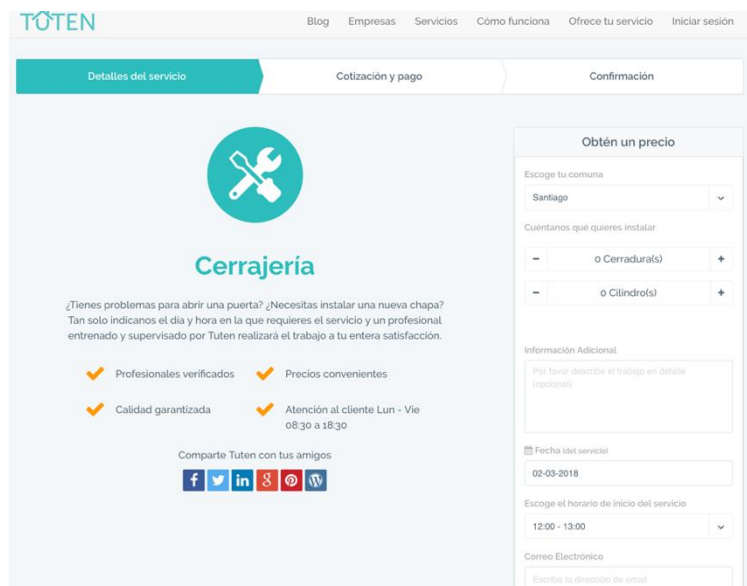 TUTEN
Blog Empresas Servicios Cómo funciona Ofrece tu servicio Iniciar sesión
Detalles del servicio
Cotización y pago
Confirmación
Cerrajería
¿Tienes problemas para abrir una puerta? ¿Necesitas instalar una nueva chapa?
Tan solo indícanos el día y hora en la que requieres el servicio y un profesional
entrenado y supervisado por Tuten realizará el trabajo a tu entera satisfacción.
Profesionales verificados
Precios convenientes
Calidad garantizada
Atención al cliente Lun - Vie
08:30 a 18:30
Comparte Tuten con tus amigos
Obtén un precio
Escoge tu comuna
Santiago
Cuéntanos que quieres instalar
- 0 Cerradura(s) +
- 0 Cilindro(s) +
Información Adicional
Por favor describe el trabajo en detalle
(opcional)
Fecha (del servicio)
02-03-2018
Escoge el horario de inicio del servicio
12:00 - 13:00
Correo Electrónico
Escribe tu dirección de email